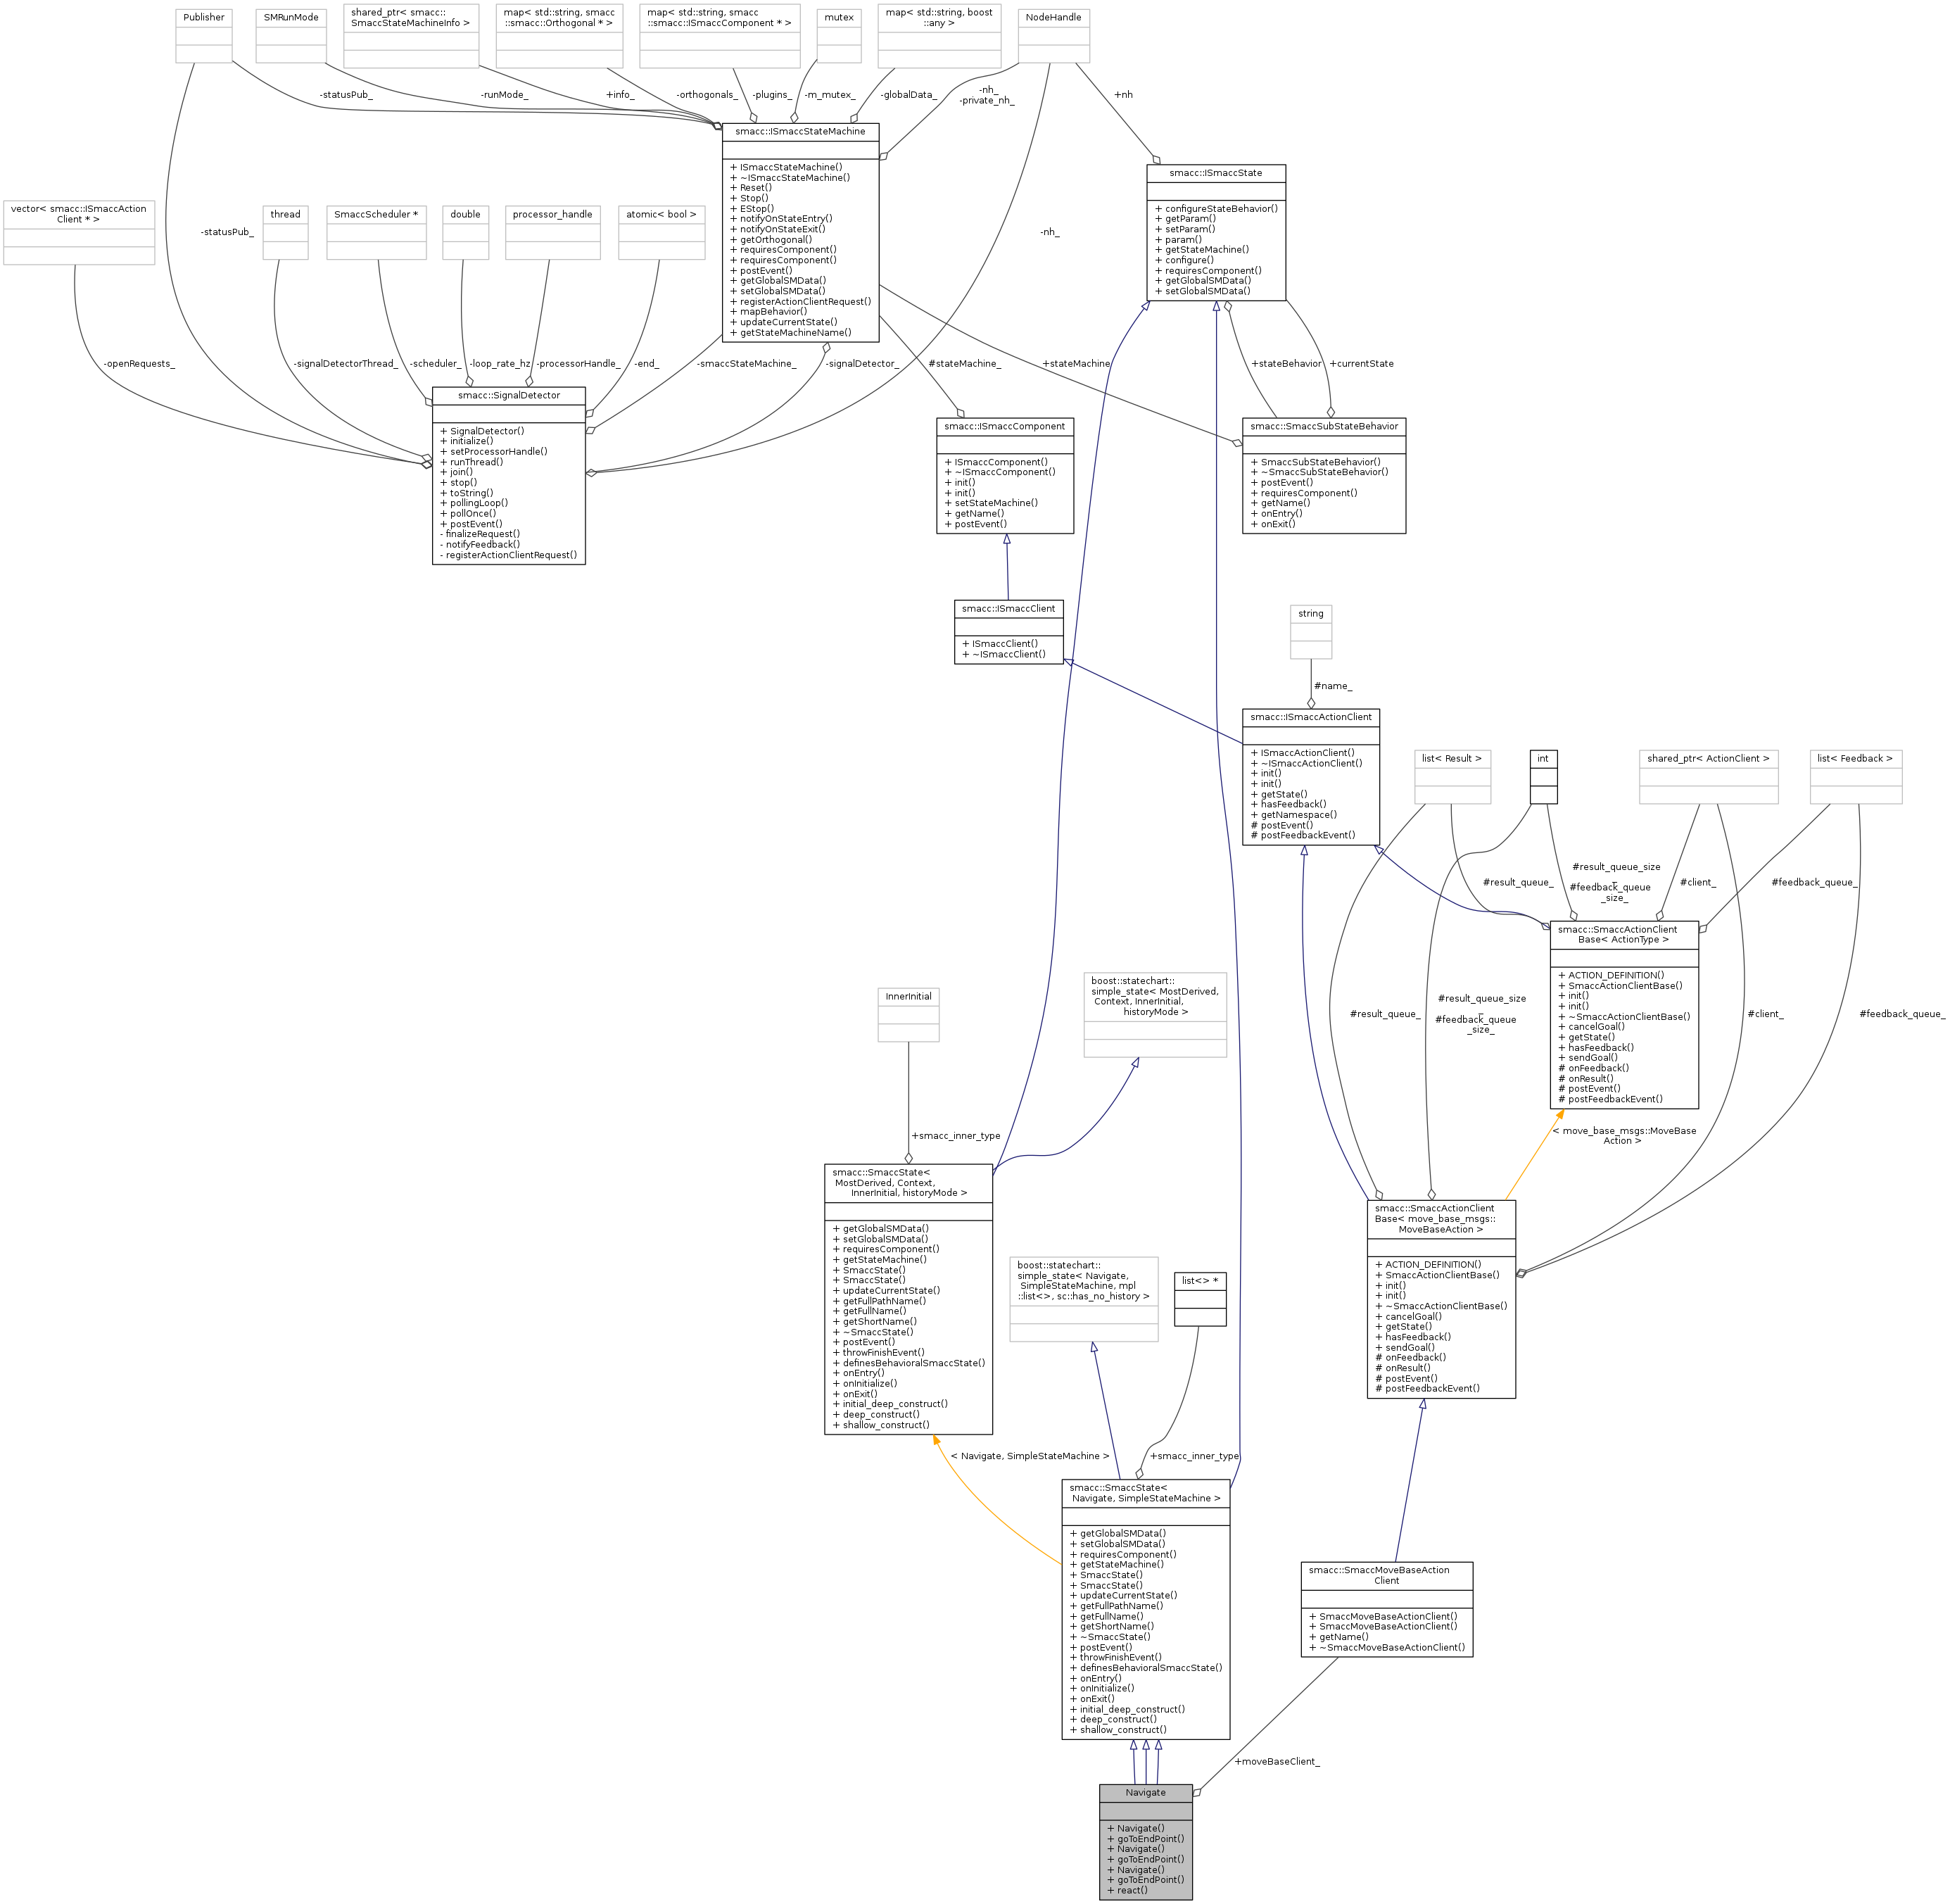 Publisher
SMRunMode
shared_ptr< smacc::
SmaccStateMachineInfo >
map< std::string, smacc
::smacc::Orthogonal * >
map< std::string, smacc
::smacc::ISmaccComponent * >
mutex
map< std::string, boost
::any >
NodeHandle
-statusPub_
-runMode_
+info_
-orthogonals_
-plugins_
-m_mutex_
-globalData_
-nh_
-private_nh_
+nh
smacc::ISmaccStateMachine
+ ISmaccStateMachine()
+ ~ISmaccStateMachine()
+ Reset()
+ Stop()
+ EStop()
+ notifyOnStateEntry()
+ notifyOnStateExit()
+ getOrthogonal()
+ requiresComponent()
+ requiresComponent()
+ postEvent()
+ getGlobalSMData()
+ setGlobalSMData()
+ registerActionClientRequest()
+ mapBehavior()
+ updateCurrentState()
+ getStateMachineName()
smacc::ISmaccState
+ configureStateBehavior()
+ getParam()
+ setParam()
+ param()
+ getStateMachine()
+ configure()
+ requiresComponent()
+ getGlobalSMData()
+ setGlobalSMData()
vector< smacc::ISmaccAction
Client * >
thread
SmaccScheduler *
double
processor_handle
atomic< bool >
-statusPub_
-nh_
-openRequests_
-signalDetectorThread_
-scheduler_
-loop_rate_hz
-processorHandle_
-end_
-smaccStateMachine_
-signalDetector_
#stateMachine_
+stateMachine
+stateBehavior
+currentState
smacc::SignalDetector
+ SignalDetector()
+ initialize()
+ setProcessorHandle()
+ runThread()
+ join()
+ stop()
+ toString()
+ pollingLoop()
+ pollOnce()
+ postEvent()
- finalizeRequest()
- notifyFeedback()
- registerActionClientRequest()
smacc::ISmaccComponent
+ ISmaccComponent()
+ ~ISmaccComponent()
+ init()
+ init()
+ setStateMachine()
+ getName()
+ postEvent()
smacc::SmaccSubStateBehavior
+ SmaccSubStateBehavior()
+ ~SmaccSubStateBehavior()
+ postEvent()
+ requiresComponent()
+ getName()
+ onEntry()
+ onExit()
smacc::ISmaccClient
+ ISmaccClient()
+ ~ISmaccClient()
string
#name_
smacc::ISmaccActionClient
+ ISmaccActionClient()
+ ~ISmaccActionClient()
+ init()
+ init()
+ getState()
+ hasFeedback()
+ getNamespace()
# postEvent()
# postFeedbackEvent()
list< Result >
int
shared_ptr< ActionClient >
list< Feedback >
#result_queue_
#result_queue_size
_
#feedback_queue
_size_
#client_
#feedback_queue_
smacc::SmaccActionClient
Base< ActionType >
+ ACTION_DEFINITION()
+ SmaccActionClientBase()
+ init()
+ init()
+ ~SmaccActionClientBase()
+ cancelGoal()
+ getState()
+ hasFeedback()
+ sendGoal()
# onFeedback()
# onResult()
# postEvent()
# postFeedbackEvent()
InnerInitial
boost::statechart::
simple_state< MostDerived,
Context, InnerInitial,
historyMode >
#result_queue_
#result_queue_size
_
#feedback_queue
_size_
#client_
#feedback_queue_
+smacc_inner_type
< move_base_msgs::MoveBase
Action >
smacc::SmaccState<
MostDerived, Context,
InnerInitial, historyMode >
+ getGlobalSMData()
+ setGlobalSMData()
+ requiresComponent()
+ getStateMachine()
+ SmaccState()
+ SmaccState()
+ updateCurrentState()
+ getFullPathName()
+ getFullName()
+ getShortName()
+ ~SmaccState()
+ postEvent()
+ throwFinishEvent()
+ definesBehavioralSmaccState()
+ onEntry()
+ onInitialize()
+ onExit()
+ initial_deep_construct()
+ deep_construct()
+ shallow_construct()
boost::statechart::
simple_state< Navigate,
SimpleStateMachine, mpl
::list<>, sc::has_no_history >
list<> *
smacc::SmaccActionClient
Base< move_base_msgs::
MoveBaseAction >
+ ACTION_DEFINITION()
+ SmaccActionClientBase()
+ init()
+ init()
+ ~SmaccActionClientBase()
+ cancelGoal()
+ getState()
+ hasFeedback()
+ sendGoal()
# onFeedback()
# onResult()
# postEvent()
# postFeedbackEvent()
< Navigate, SimpleStateMachine >
+smacc_inner_type
smacc::SmaccState<
Navigate, SimpleStateMachine >
+ getGlobalSMData()
+ setGlobalSMData()
+ requiresComponent()
+ getStateMachine()
+ SmaccState()
+ SmaccState()
+ updateCurrentState()
+ getFullPathName()
+ getFullName()
+ getShortName()
+ ~SmaccState()
+ postEvent()
+ throwFinishEvent()
+ definesBehavioralSmaccState()
+ onEntry()
+ onInitialize()
+ onExit()
+ initial_deep_construct()
+ deep_construct()
+ shallow_construct()
smacc::SmaccMoveBaseAction
Client
+ SmaccMoveBaseActionClient()
+ SmaccMoveBaseActionClient()
+ getName()
+ ~SmaccMoveBaseActionClient()
+moveBaseClient_
Navigate
+ Navigate()
+ goToEndPoint()
+ Navigate()
+ goToEndPoint()
+ Navigate()
+ goToEndPoint()
+ react()